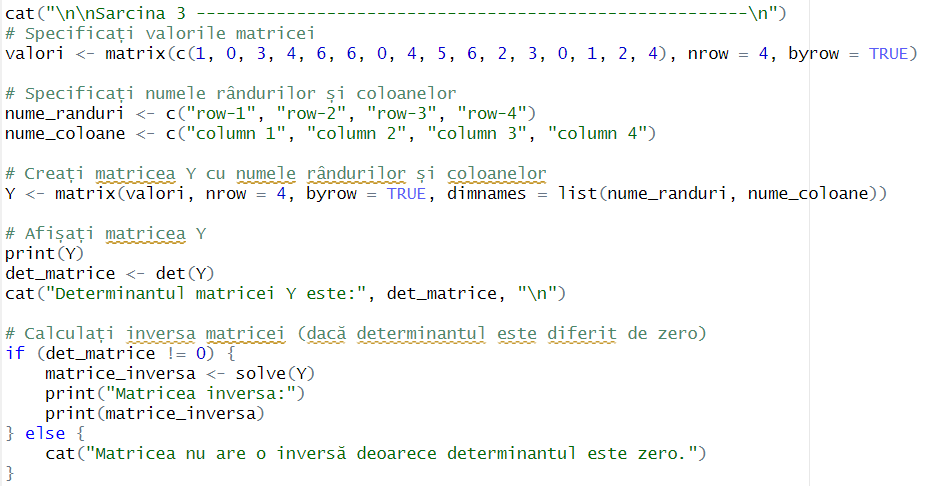 cat("\n\nSarcina 3 -------------------------------------------------------\n")
# Specificați valorile matricei
valori <- matrix(c(1, 0, 3, 4, 6, 6, 0, 4, 5, 6, 2, 3, 0, 1, 2, 4), nrow = 4, byrow = TRUE)
# Specificați numele rândurilor și coloanelor
nume_randuri <- c("row-1", "row-2", "row-3", "row-4")
nume_coloane <- c("column 1", "column 2", "column 3", "column 4")
# Creați matricea Y cu numele rândurilor și coloanelor
Y <- matrix(valori, nrow = 4, byrow = TRUE, dimnames = list(nume_randuri, nume_coloane))
# Afișați matricea Y
print(Y)
det_matrice <- det(Y)
cat("Determinantul matricei Y este:", det_matrice, "\n")
# Calculați inversa matricei (dacă determinantul este diferit de zero)
if (det_matrice != 0) {
    matrice_inversa <- solve(Y)
    print("Matricea inversa:")
    print(matrice_inversa)
} else {
    cat("Matricea nu are o inversă deoarece determinantul este zero.")
}